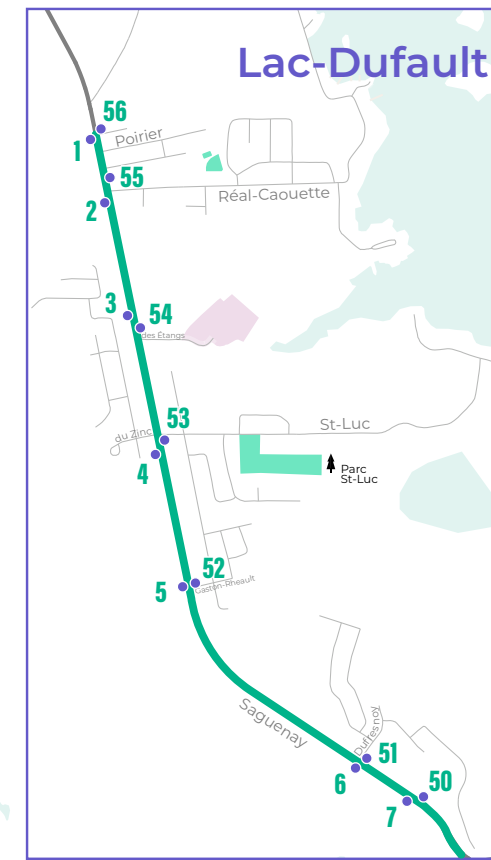 Lac-Dufault
56
Poirier
1
55
Réal-Caouette
2
3
54
des Étangs
53
St-Luc
du Zinc
4
Parc
St-Luc
52
5
Gaston-Rheault
Saguenay
Dufresnoy
51
6
50
7